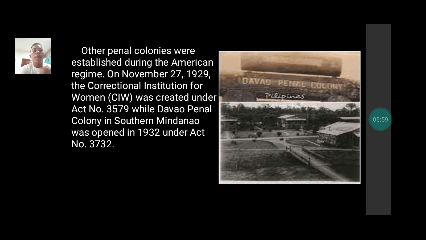 Other penal colonies were
established during the American
regime. On November 27, 1929,
the Correctional Institution for
Women (CIW) was created under
Act No. 3579 while Davao Penal
Colony in Southern Mindanao
was opened in 1932 under Act
No. 3732.
DAVAO PENAL COLONY
Pilipinas
05:59